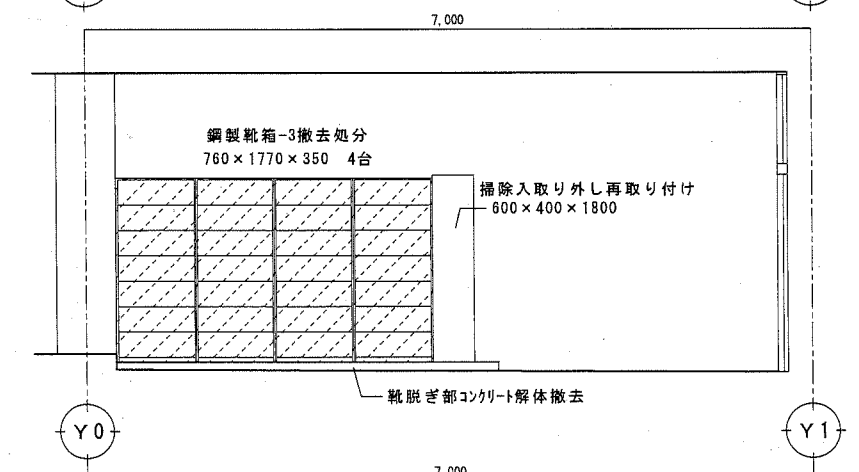 7,000
鋼製靴箱-3撤去処分
760×1770×350 4台
掃除入取り外し再取り付け
600×400×1800
靴脱ぎ部コンクリート解体撤去
Y0
Y1
7,000